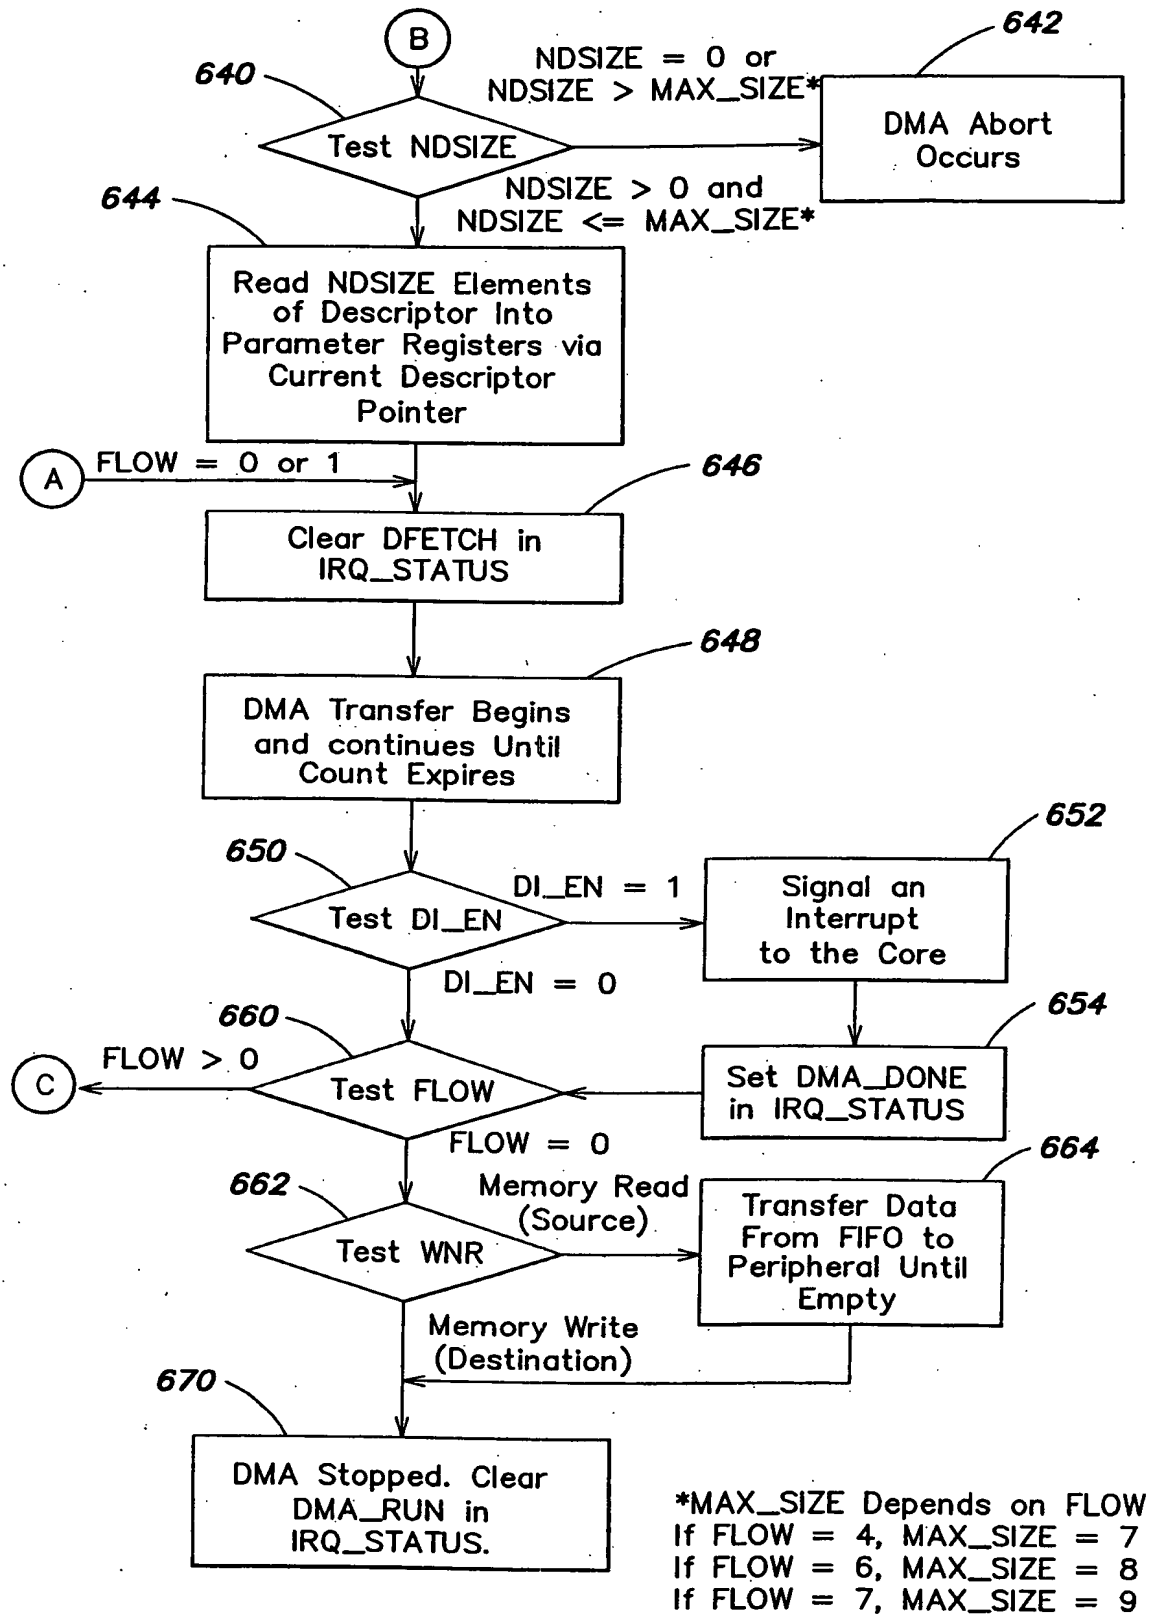 B
642
NDSIZE = 0 or
NDSIZE > MAX_SIZE*
640
Test NDSIZE
DMA Abort
Occurs
NDSIZE > 0 and
NDSIZE <= MAX_SIZE*
644
Read NDSIZE Elements
of Descriptor Into
Parameter Registers via
Current Descriptor
Pointer
A
FLOW = 0 or 1
646
Clear DFETCH in
IRQ_STATUS
648
DMA Transfer Begins
and continues Until
Count Expires
652
650
Test DI_EN
DI_EN = 1
Signal an
Interrupt
to the Core
DI_EN = 0
654
660
FLOW > 0
C
Test FLOW
Set DMA_DONE
in IRQ_STATUS
FLOW = 0
664
662
Memory Read
(Source)
Test WNR
Transfer Data
From FIFO to
Peripheral Until
Empty
Memory Write
(Destination)
670
DMA Stopped. Clear
DMA_RUN in
IRQ_STATUS.
*MAX_SIZE Depends on FLOW
If FLOW = 4, MAX_SIZE = 7
If FLOW = 6, MAX_SIZE = 8
If FLOW = 7, MAX_SIZE = 9